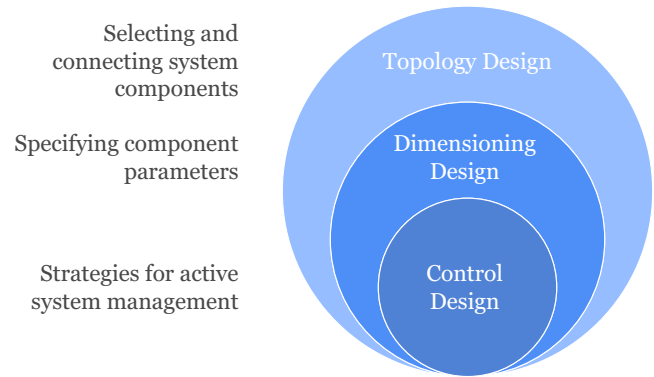 Selecting and
connecting system
components
Topology Design
Specifying component
parameters
Dimensioning
Design
Strategies for active
system management
Control
Design